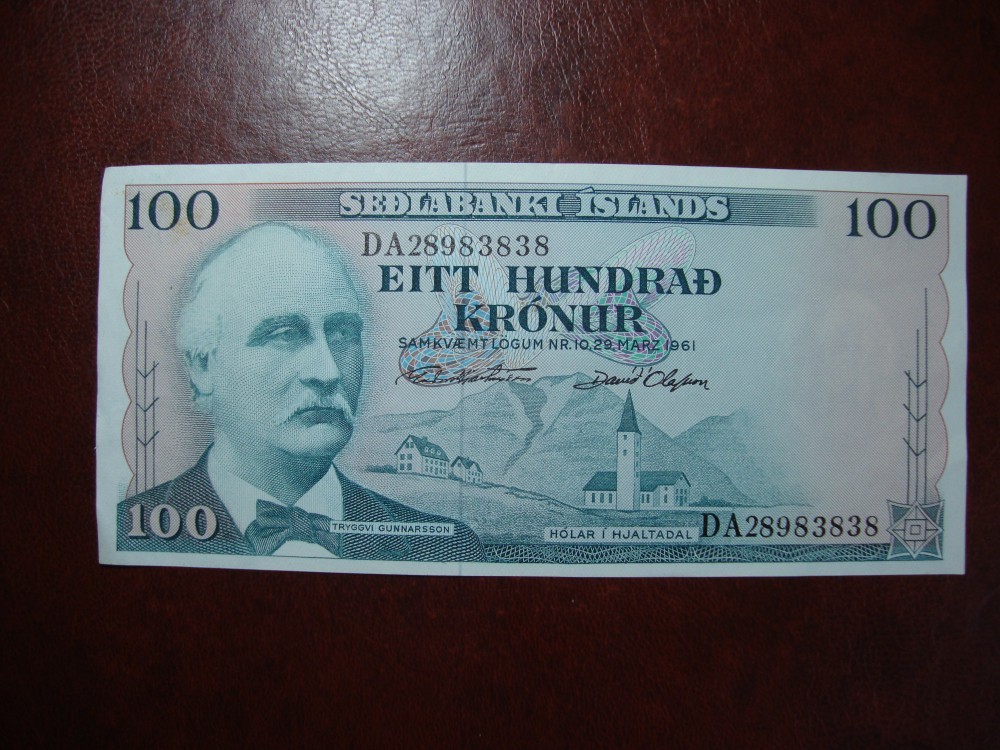 100
SEÐLABANKI ÍSLANDS
100
DA28983838
EITT HUNDRAÐ
KRÓNUR
SAMKVÆMT LÖGUM NR.10,29.MARZ 1961
Davíð Ólafsson
100
TRYGGVI GUNNARSSON
HÓLAR Í HJALTADAL
DA28983838